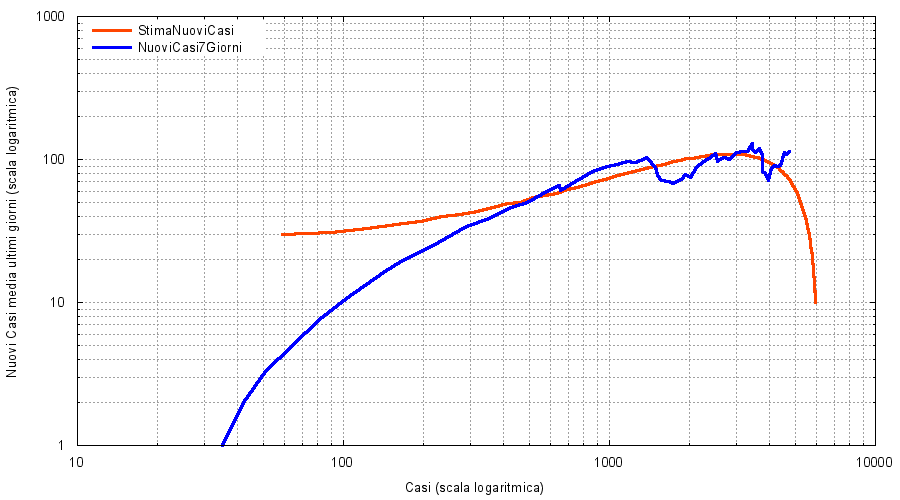 1000
StimaNuoviCasi
NuoviCasi7Giorni
100
10
1
10 100 1000 10000
Nuovi Casi media ultimi giorni (scala logaritmica)
Casi (scala logaritmica)